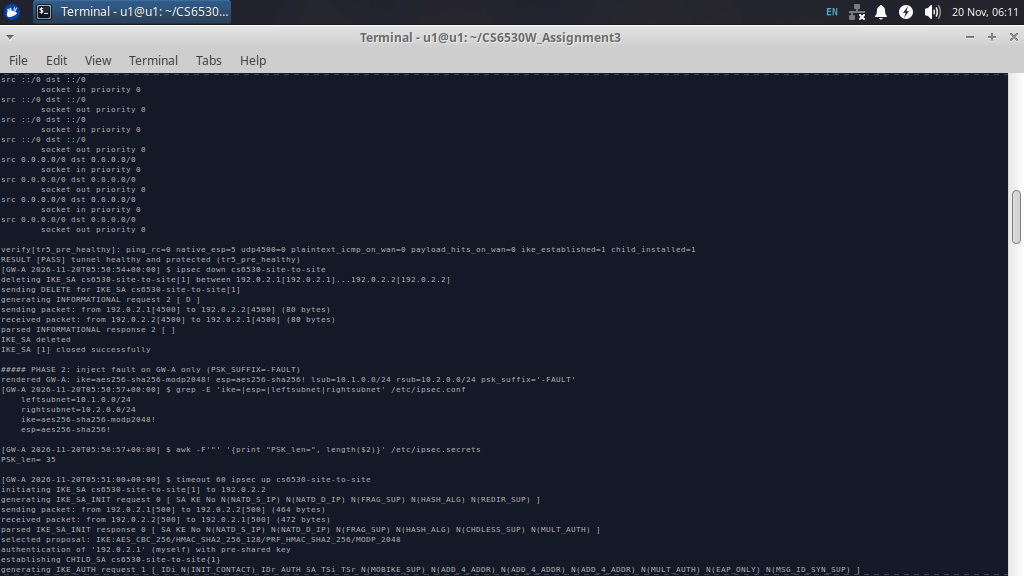 Terminal - u1@u1: ~/CS6530...
EN
20 Nov, 06:11
Terminal - u1@u1: ~/CS6530W_Assignment3
File Edit View Terminal Tabs Help
src ::/0 dst ::/0
socket in priority 0
src ::/0 dst ::/0
socket out priority 0
src ::/0 dst ::/0
socket in priority 0
src ::/0 dst ::/0
socket out priority 0
src 0.0.0.0/0 dst 0.0.0.0/0
socket in priority 0
src 0.0.0.0/0 dst 0.0.0.0/0
socket out priority 0
src 0.0.0.0/0 dst 0.0.0.0/0
socket in priority 0
src 0.0.0.0/0 dst 0.0.0.0/0
socket out priority 0
verify[tr5_pre_healthy]: ping_rc=0 native_esp=5 udp4500=0 plaintext_icmp_on_wan=0 payload_hits_on_wan=0 ike_established=1 child_installed=1
RESULT [PASS] tunnel healthy and protected (tr5_pre_healthy)
[GW-A 2026-11-20T05:50:54+00:00] $ ipsec down cs6530-site-to-site
deleting IKE_SA cs6530-site-to-site[1] between 192.0.2.1[192.0.2.1]...192.0.2.2[192.0.2.2]
sending DELETE for IKE_SA cs6530-site-to-site[1]
generating INFORMATIONAL request 2 [ D ]
sending packet: from 192.0.2.1[4500] to 192.0.2.2[4500] (80 bytes)
received packet: from 192.0.2.2[4500] to 192.0.2.1[4500] (80 bytes)
parsed INFORMATIONAL response 2 [ ]
IKE_SA deleted
IKE_SA [1] closed successfully
##### PHASE 2: inject fault on GW-A only (PSK_SUFFIX=-FAULT)
rendered GW-A: ike=aes256-sha256-modp2048! esp=aes256-sha256! lsub=10.1.0.0/24 rsub=10.2.0.0/24 psk_suffix='-FAULT'
[GW-A 2026-11-20T05:50:57+00:00] $ grep -E 'ike=|esp=|leftsubnet|rightsubnet' /etc/ipsec.conf
leftsubnet=10.1.0.0/24
rightsubnet=10.2.0.0/24
ike=aes256-sha256-modp2048!
esp=aes256-sha256!
[GW-A 2026-11-20T05:50:57+00:00] $ awk -F'"' '{print "PSK_len=", length($2)}' /etc/ipsec.secrets
PSK_len= 35
[GW-A 2026-11-20T05:51:00+00:00] $ timeout 60 ipsec up cs6530-site-to-site
initiating IKE_SA cs6530-site-to-site[1] to 192.0.2.2
generating IKE_SA_INIT request 0 [ SA KE No N(NATD_S_IP) N(NATD_D_IP) N(FRAG_SUP) N(HASH_ALG) N(REDIR_SUP) ]
sending packet: from 192.0.2.1[500] to 192.0.2.2[500] (464 bytes)
received packet: from 192.0.2.2[500] to 192.0.2.1[500] (472 bytes)
parsed IKE_SA_INIT response 0 [ SA KE No N(NATD_S_IP) N(NATD_D_IP) N(FRAG_SUP) N(HASH_ALG) N(CHDLESS_SUP) N(MULT_AUTH) ]
selected proposal: IKE:AES_CBC_256/HMAC_SHA2_256_128/PRF_HMAC_SHA2_256/MODP_2048
authentication of '192.0.2.1' (myself) with pre-shared key
establishing CHILD_SA cs6530-site-to-site{1}
generating IKE_AUTH request 1 [ IDi N(INIT_CONTACT) IDr AUTH SA TSi TSr N(MOBIKE_SUP) N(ADD_4_ADDR) N(ADD_4_ADDR) N(ADD_4_ADDR) N(MULT_AUTH) N(EAP_ONLY) N(MSG_ID_SYN_SUP) ]